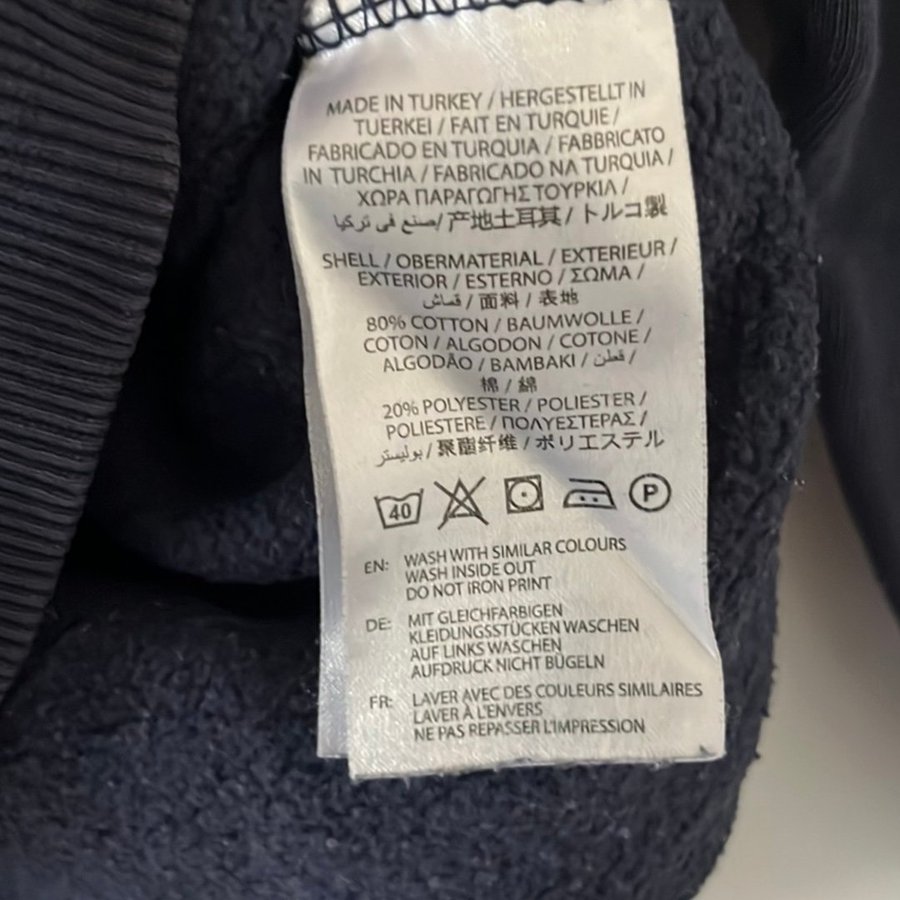 MADE IN TURKEY / HERGESTELLT IN
TUERKEI / FAIT EN TURQUIE /
FABRICADO EN TURQUIA / FABBRICATO
IN TURCHIA / FABRICADO NA TURQUIA /
ΧΩΡΑ ΠΑΡΑΓΩΓΗΣ ΤΟΥΡΚΙΑ /
صنع في تركيا / 产地土耳其 / トルコ製
SHELL / OBERMATERIAL / EXTERIEUR /
EXTERIOR / ESTERNO / ΣΩΜΑ /
قماش / 面料 / 表地
80% COTTON / BAUMWOLLE /
COTON / ALGODON / COTONE /
ALGODÃO / BAMBAKI / قطن /
棉 / 綿
20% POLYESTER / POLIESTER /
POLIESTERE / ΠΟΛΥΕΣΤΕΡΑΣ /
بوليستر / 聚酯纤维 / ポリエステル
40 P
EN: WASH WITH SIMILAR COLOURS
WASH INSIDE OUT
DO NOT IRON PRINT
DE: MIT GLEICHFARBIGEN
KLEIDUNGSSTÜCKEN WASCHEN
AUF LINKS WASCHEN
AUFDRUCK NICHT BÜGELN
FR: LAVER AVEC DES COULEURS SIMILAIRES
LAVER À L'ENVERS
NE PAS REPASSER L'IMPRESSION